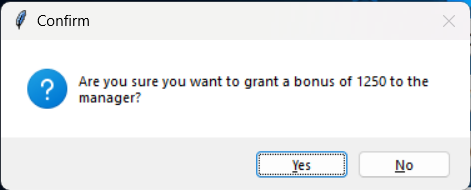 Confirm
Are you sure you want to grant a bonus of 1250 to the
manager?
Yes
No